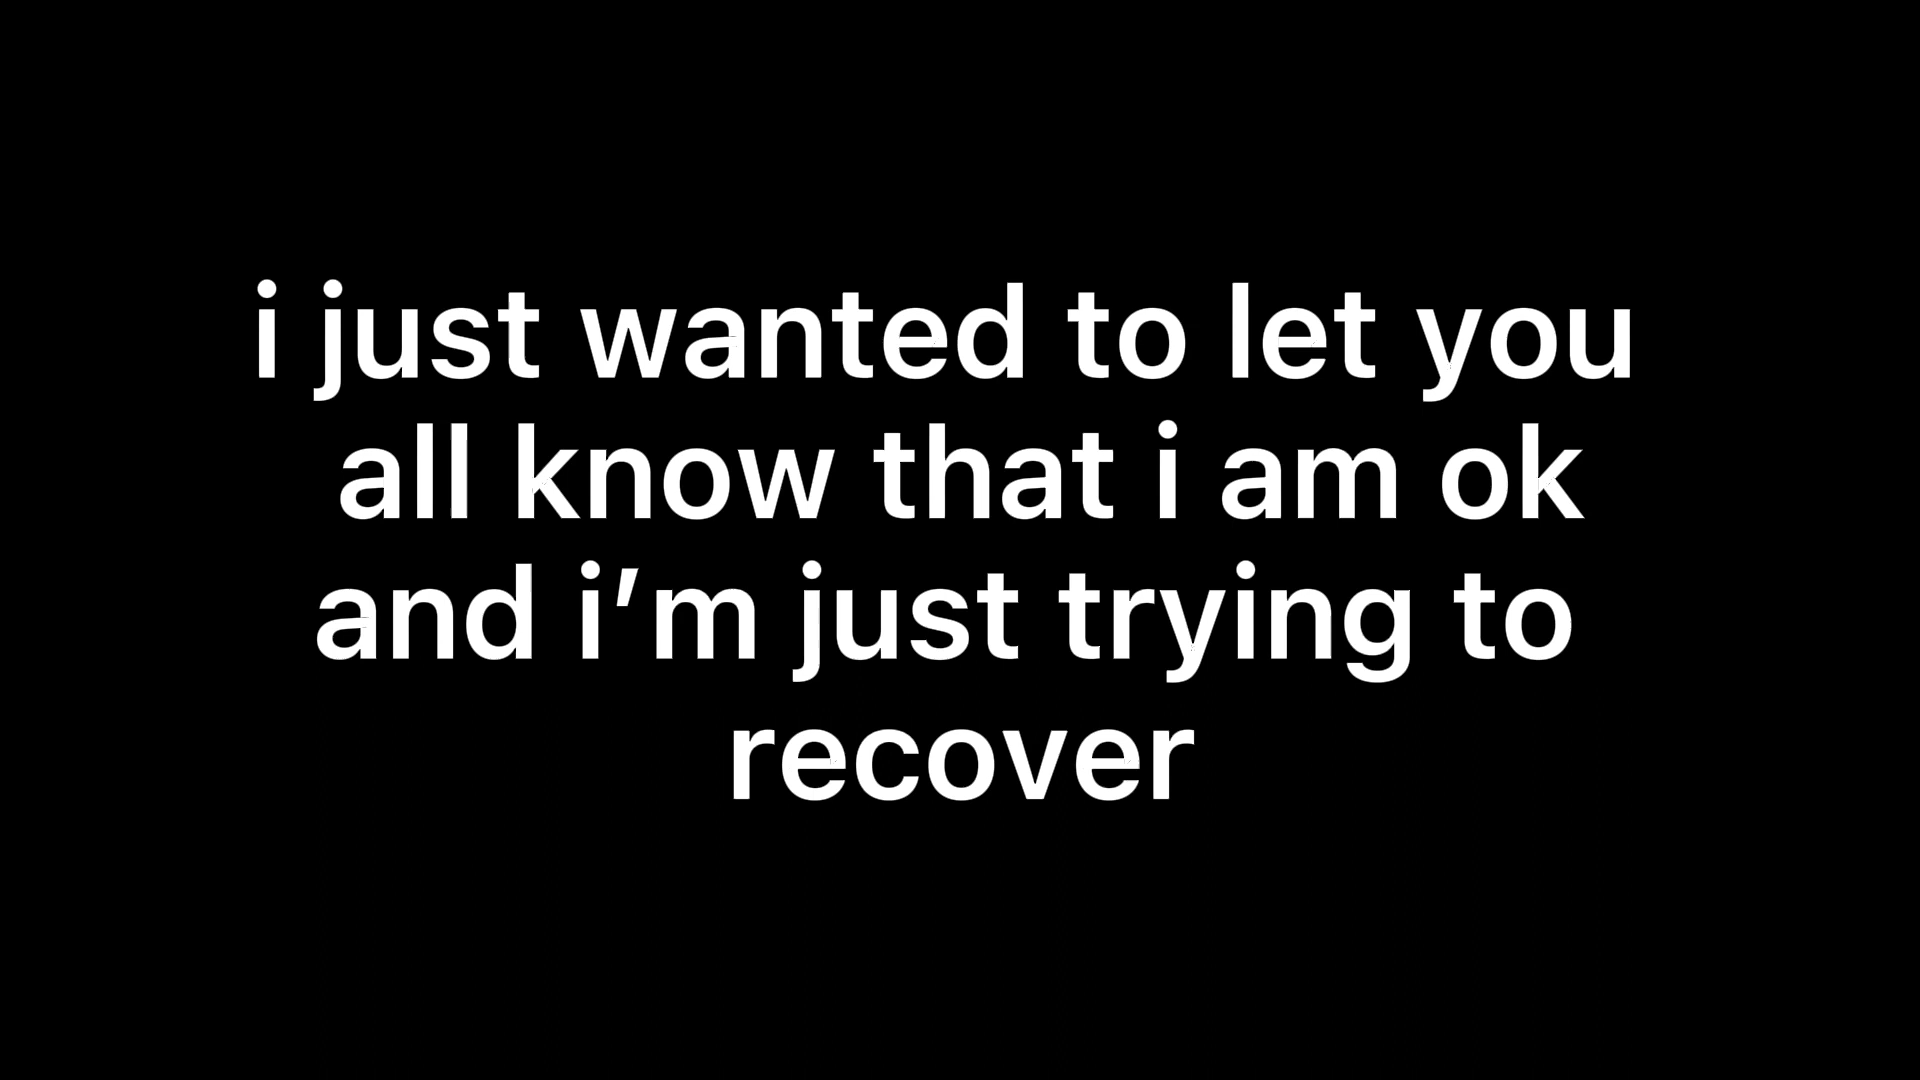 i just wanted to let you
all know that i am ok
and i’m just trying to
recover